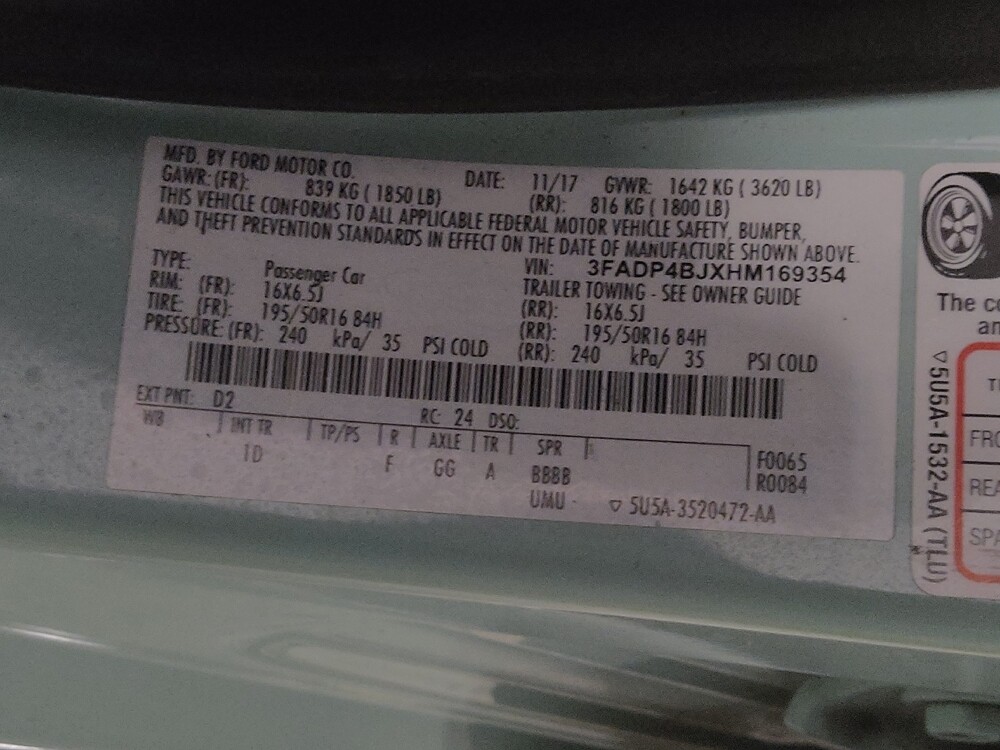 MFD. BY FORD MOTOR CO. DATE: 11/17 GVWR: 1642 KG ( 3620 LB)
GAWR: (FR): 839 KG ( 1850 LB) (RR): 816 KG ( 1800 LB)
THIS VEHICLE CONFORMS TO ALL APPLICABLE FEDERAL MOTOR VEHICLE SAFETY, BUMPER,
AND THEFT PREVENTION STANDARDS IN EFFECT ON THE DATE OF MANUFACTURE SHOWN ABOVE.
VIN: 3FADP4BJXHM169354
TYPE: Passenger Car TRAILER TOWING - SEE OWNER GUIDE
RIM: (FR): 16X6.5J (RR): 16X6.5J
TIRE: (FR): 195/50R16 84H (RR): 195/50R16 84H
PRESSURE: (FR): 240 kPa/ 35 PSI COLD (RR): 240 kPa/ 35 PSI COLD
EXT PNT: D2 RC: 24 DSO:
WB INT TR TP/PS R AXLE TR SPR F0065
1D F GG A BBBB R0084
UMU - ▽ 5U5A-3520472-AA
The ca
an
FRO
REA
SPA
▽5U5A-1532-AA (TLU)